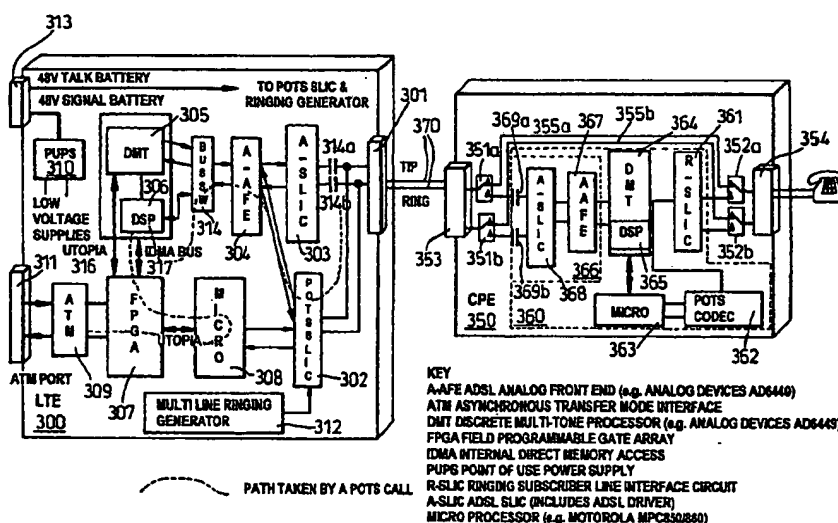 313
48V TALK BATTERY
48V SIGNAL BATTERY
TO POTS SLIC &
RINGING GENERATOR
305
DMT
PUPS
310
LOW
VOLTAGE
SUPPLIES
UTOPIA
316
306
DSP
317
IDMA BUS
BUSSW
314
A-AFE
304
A-SLIC
303
314a
314b
301
370
TIP
RING
311
ATM
309
ATM PORT
LTE
300
FPGA
307
UTOPIA
MICRO
308
POTSSLIC
302
MULTI LINE RINGING
GENERATOR
312
PATH TAKEN BY A POTS CALL
353
351a
351b
369a
369b
355a
355b
367
364
361
352a
352b
354
A-SLIC
368
AAFE
366
DMT
DSP
365
R-SLIC
CPE
350
360
MICRO
363
POTS
CODEC
362
KEY
A-AFE ADSL ANALOG FRONT END (e.g. ANALOG DEVICES AD6440)
ATM ASYNCHRONOUS TRANSFER MODE INTERFACE
DMT DISCRETE MULTI-TONE PROCESSOR (e.g. ANALOG DEVICES AD6449)
FPGA FIELD PROGRAMMABLE GATE ARRAY
IDMA INTERNAL DIRECT MEMORY ACCESS
PUPS POINT OF USE POWER SUPPLY
R-SLIC RINGING SUBSCRIBER LINE INTERFACE CIRCUIT
A-SLIC ADSL SLIC (INCLUDES ADSL DRIVER)
MICRO PROCESSOR (e.g. MOTOROLA MPC850/860)